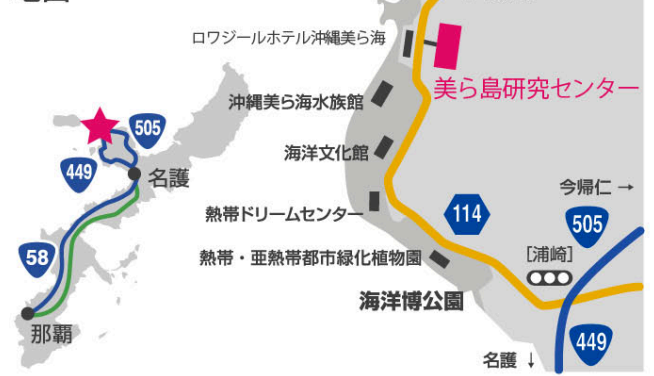 ロワジールホテル沖縄美ら海
美ら島研究センター
沖縄美ら海水族館
海洋文化館
熱帯ドリームセンター
熱帯・亜熱帯都市緑化植物園
海洋博公園
114
今帰仁 →
505
[浦崎]
449
名護 ↓
505
449
名護
58
那覇